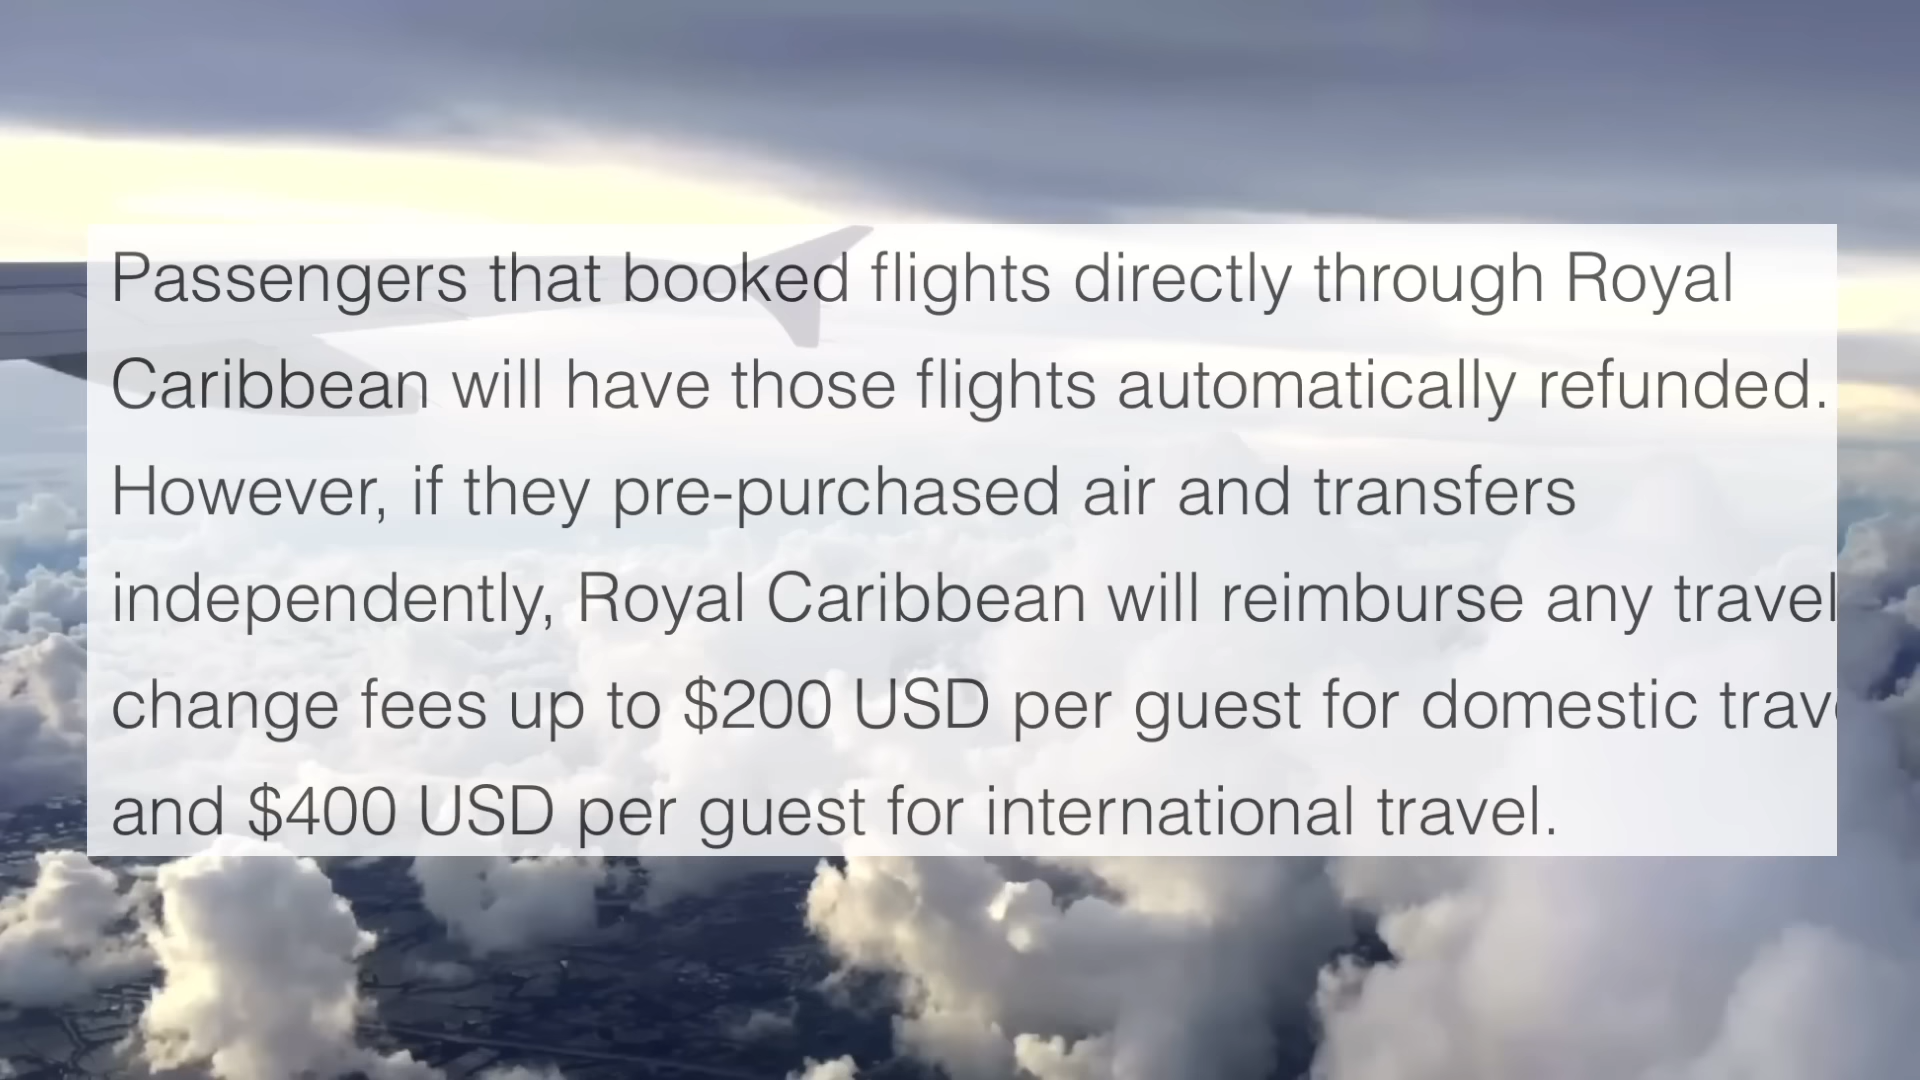 Passengers that booked flights directly through Royal
Caribbean will have those flights automatically refunded.
However, if they pre-purchased air and transfers
independently, Royal Caribbean will reimburse any travel
change fees up to $200 USD per guest for domestic
and $400 USD per guest for international travel.